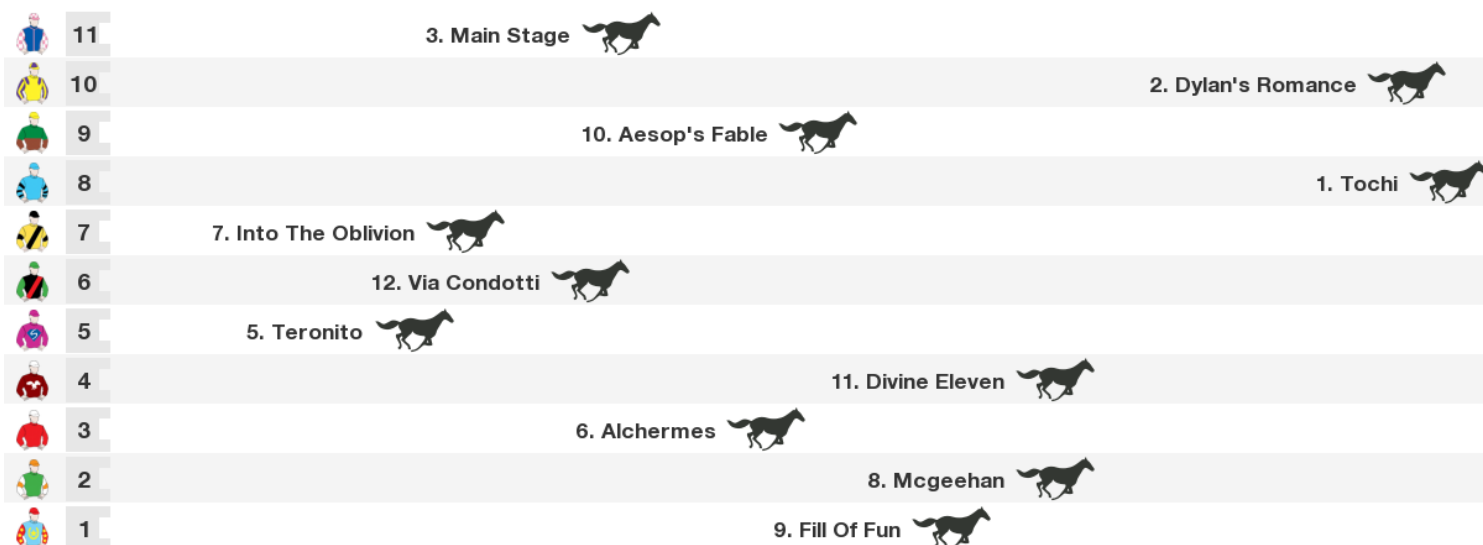 11 3. Main Stage
10 2. Dylan's Romance
9 10. Aesop's Fable
8 1. Tochi
7 7. Into The Oblivion
6 12. Via Condotti
5 5. Teronito
4 11. Divine Eleven
3 6. Alchermes
2 8. Mcgeehan
1 9. Fill Of Fun